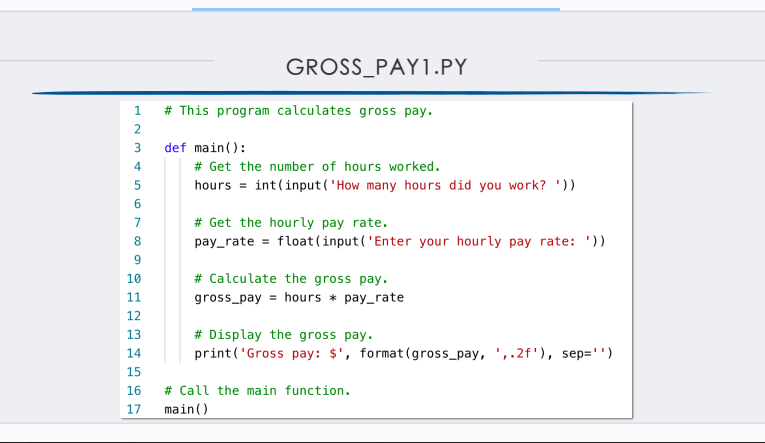 GROSS_PAY1.PY
1 # This program calculates gross pay.
2
3 def main():
4     # Get the number of hours worked.
5     hours = int(input('How many hours did you work? '))
6
7     # Get the hourly pay rate.
8     pay_rate = float(input('Enter your hourly pay rate: '))
9
10     # Calculate the gross pay.
11     gross_pay = hours * pay_rate
12
13     # Display the gross pay.
14     print('Gross pay: $', format(gross_pay, ',.2f'), sep='')
15
16 # Call the main function.
17 main()